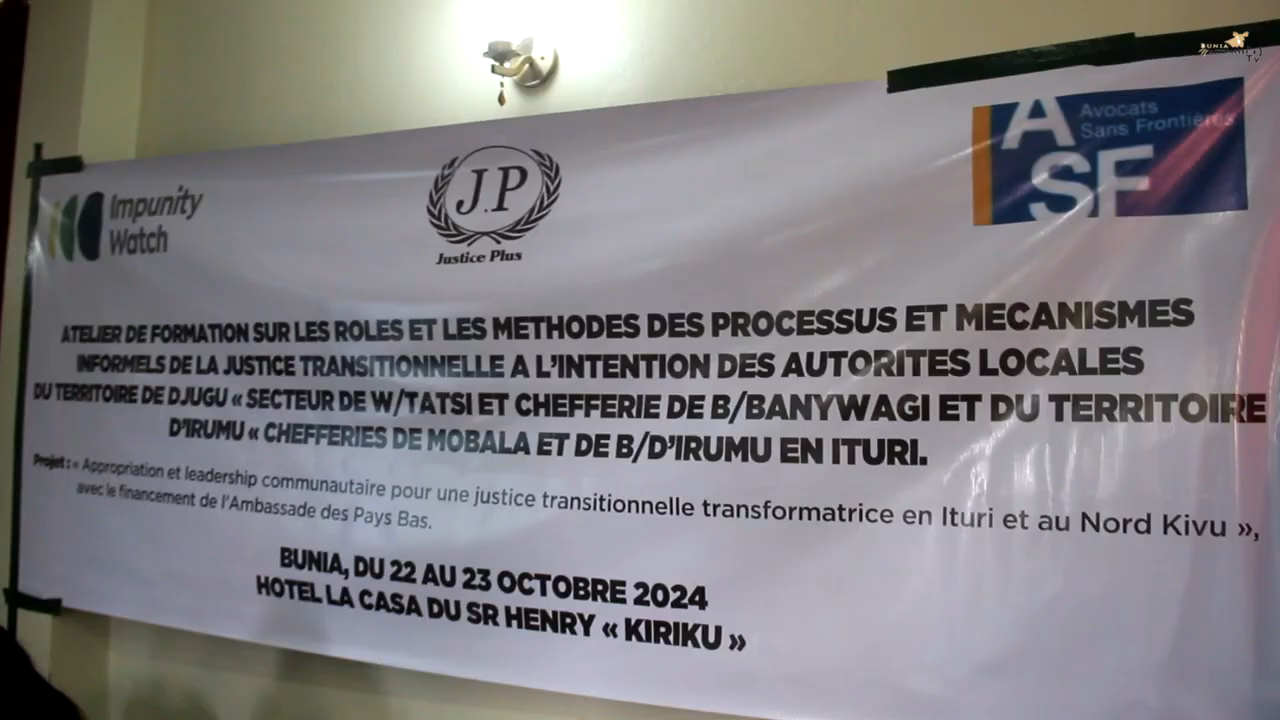 BUNIA
TV
Impunity
Watch
J.P
Justice Plus
Avocats
Sans Frontières
ASF
ATELIER DE FORMATION SUR LES ROLES ET LES METHODES DES PROCESSUS ET MECANISMES
INFORMELS DE LA JUSTICE TRANSITIONNELLE A L'INTENTION DES AUTORITES LOCALES
DU TERRITOIRE DE DJUGU « SECTEUR DE W/TATSI ET CHEFFERIE DE B/BANYWAGI ET DU TERRITOIRE
D'IRUMU « CHEFFERIES DE MOBALA ET DE B/D'IRUMU EN ITURI.
Projet : « Appropriation et leadership communautaire pour une justice transitionnelle transformatrice en Ituri et au Nord Kivu »,
avec le financement de l'Ambassade des Pays Bas.
BUNIA, DU 22 AU 23 OCTOBRE 2024
HOTEL LA CASA DU SR HENRY « KIRIKU »